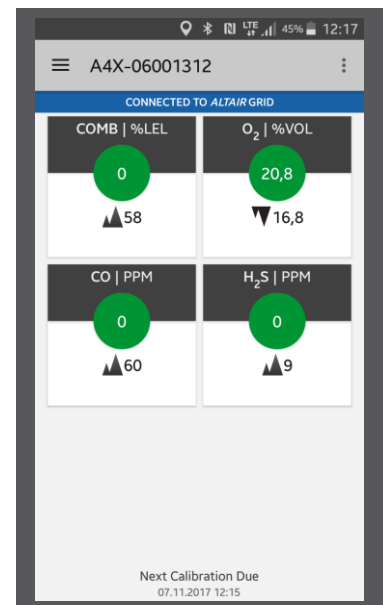 LTE 45% 12:17
A4X-06001312
CONNECTED TO ALTAIR GRID
COMB | %LEL
0
58
O2 | %VOL
20,8
16,8
CO | PPM
0
60
H2S | PPM
0
9
Next Calibration Due
07.11.2017 12:15